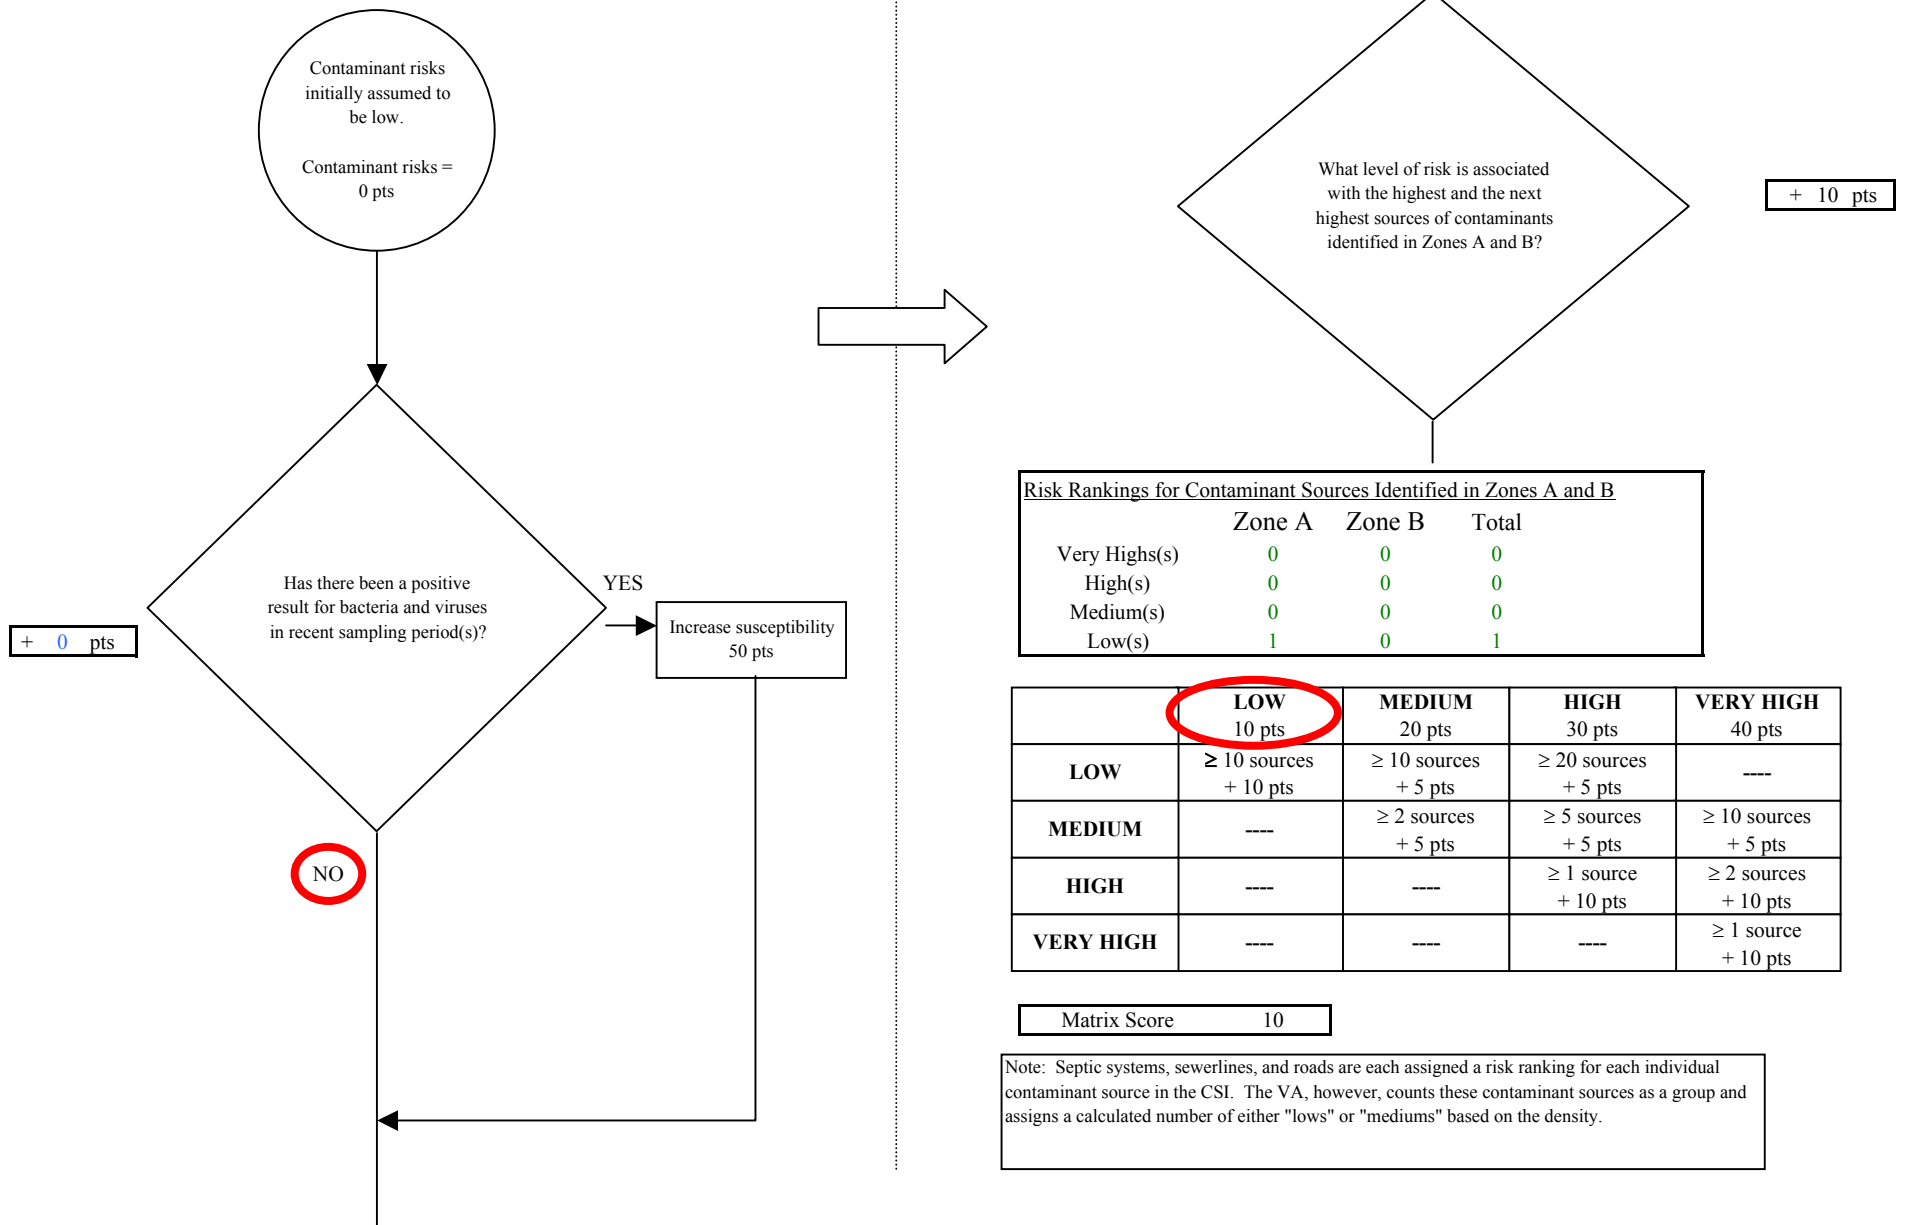 Contaminant risks
initially assumed to
be low.
Contaminant risks =
0 pts
Has there been a positive
result for bacteria and viruses
in recent sampling period(s)?
+ 0 pts
YES
Increase susceptibility
50 pts
NO
What level of risk is associated
with the highest and the next
highest sources of contaminants
identified in Zones A and B?
+ 10 pts
Risk Rankings for Contaminant Sources Identified in Zones A and B
Zone A Zone B Total
Very Highs(s) 0 0 0
High(s) 0 0 0
Medium(s) 0 0 0
Low(s) 1 0 1
LOW MEDIUM HIGH VERY HIGH
10 pts 20 pts 30 pts 40 pts
LOW ≥ 10 sources ≥ 10 sources ≥ 20 sources ----
+ 10 pts + 5 pts + 5 pts
MEDIUM ---- ≥ 2 sources ≥ 5 sources ≥ 10 sources
+ 5 pts + 5 pts + 5 pts
HIGH ---- ---- ≥ 1 source ≥ 2 sources
+ 10 pts + 10 pts
VERY HIGH ---- ---- ---- ≥ 1 source
+ 10 pts
Matrix Score 10
Note: Septic systems, sewerlines, and roads are each assigned a risk ranking for each individual
contaminant source in the CSI. The VA, however, counts these contaminant sources as a group and
assigns a calculated number of either "lows" or "mediums" based on the density.